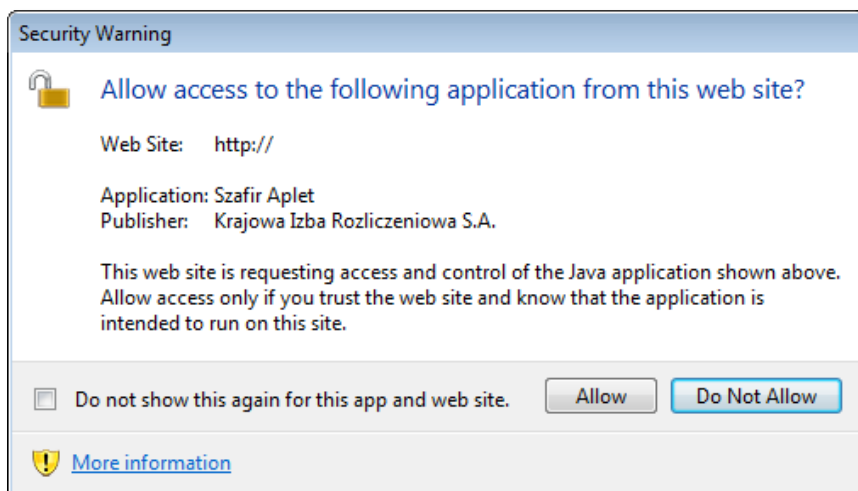 Security Warning
Allow access to the following application from this web site?
Web Site: http://
Application: Szafir Aplet
Publisher: Krajowa Izba Rozliczeniowa S.A.
This web site is requesting access and control of the Java application shown above.
Allow access only if you trust the web site and know that the application is
intended to run on this site.
Do not show this again for this app and web site. Allow Do Not Allow
More information